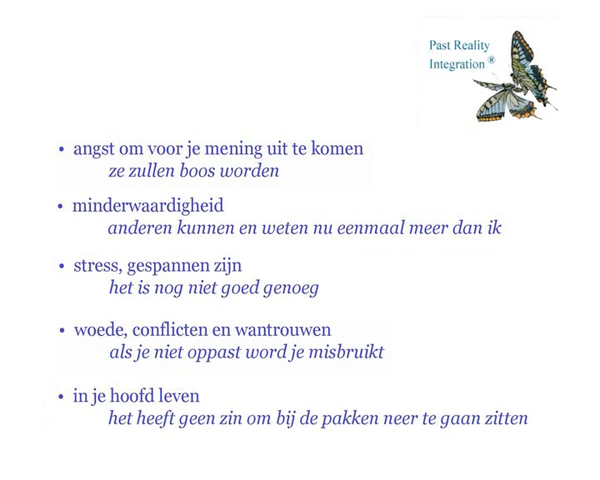 Past Reality
Integration ®
• angst om voor je mening uit te komen
ze zullen boos worden
• minderwaardigheid
anderen kunnen en weten nu eenmaal meer dan ik
• stress, gespannen zijn
het is nog niet goed genoeg
• woede, conflicten en wantrouwen
als je niet oppast word je misbruikt
• in je hoofd leven
het heeft geen zin om bij de pakken neer te gaan zitten